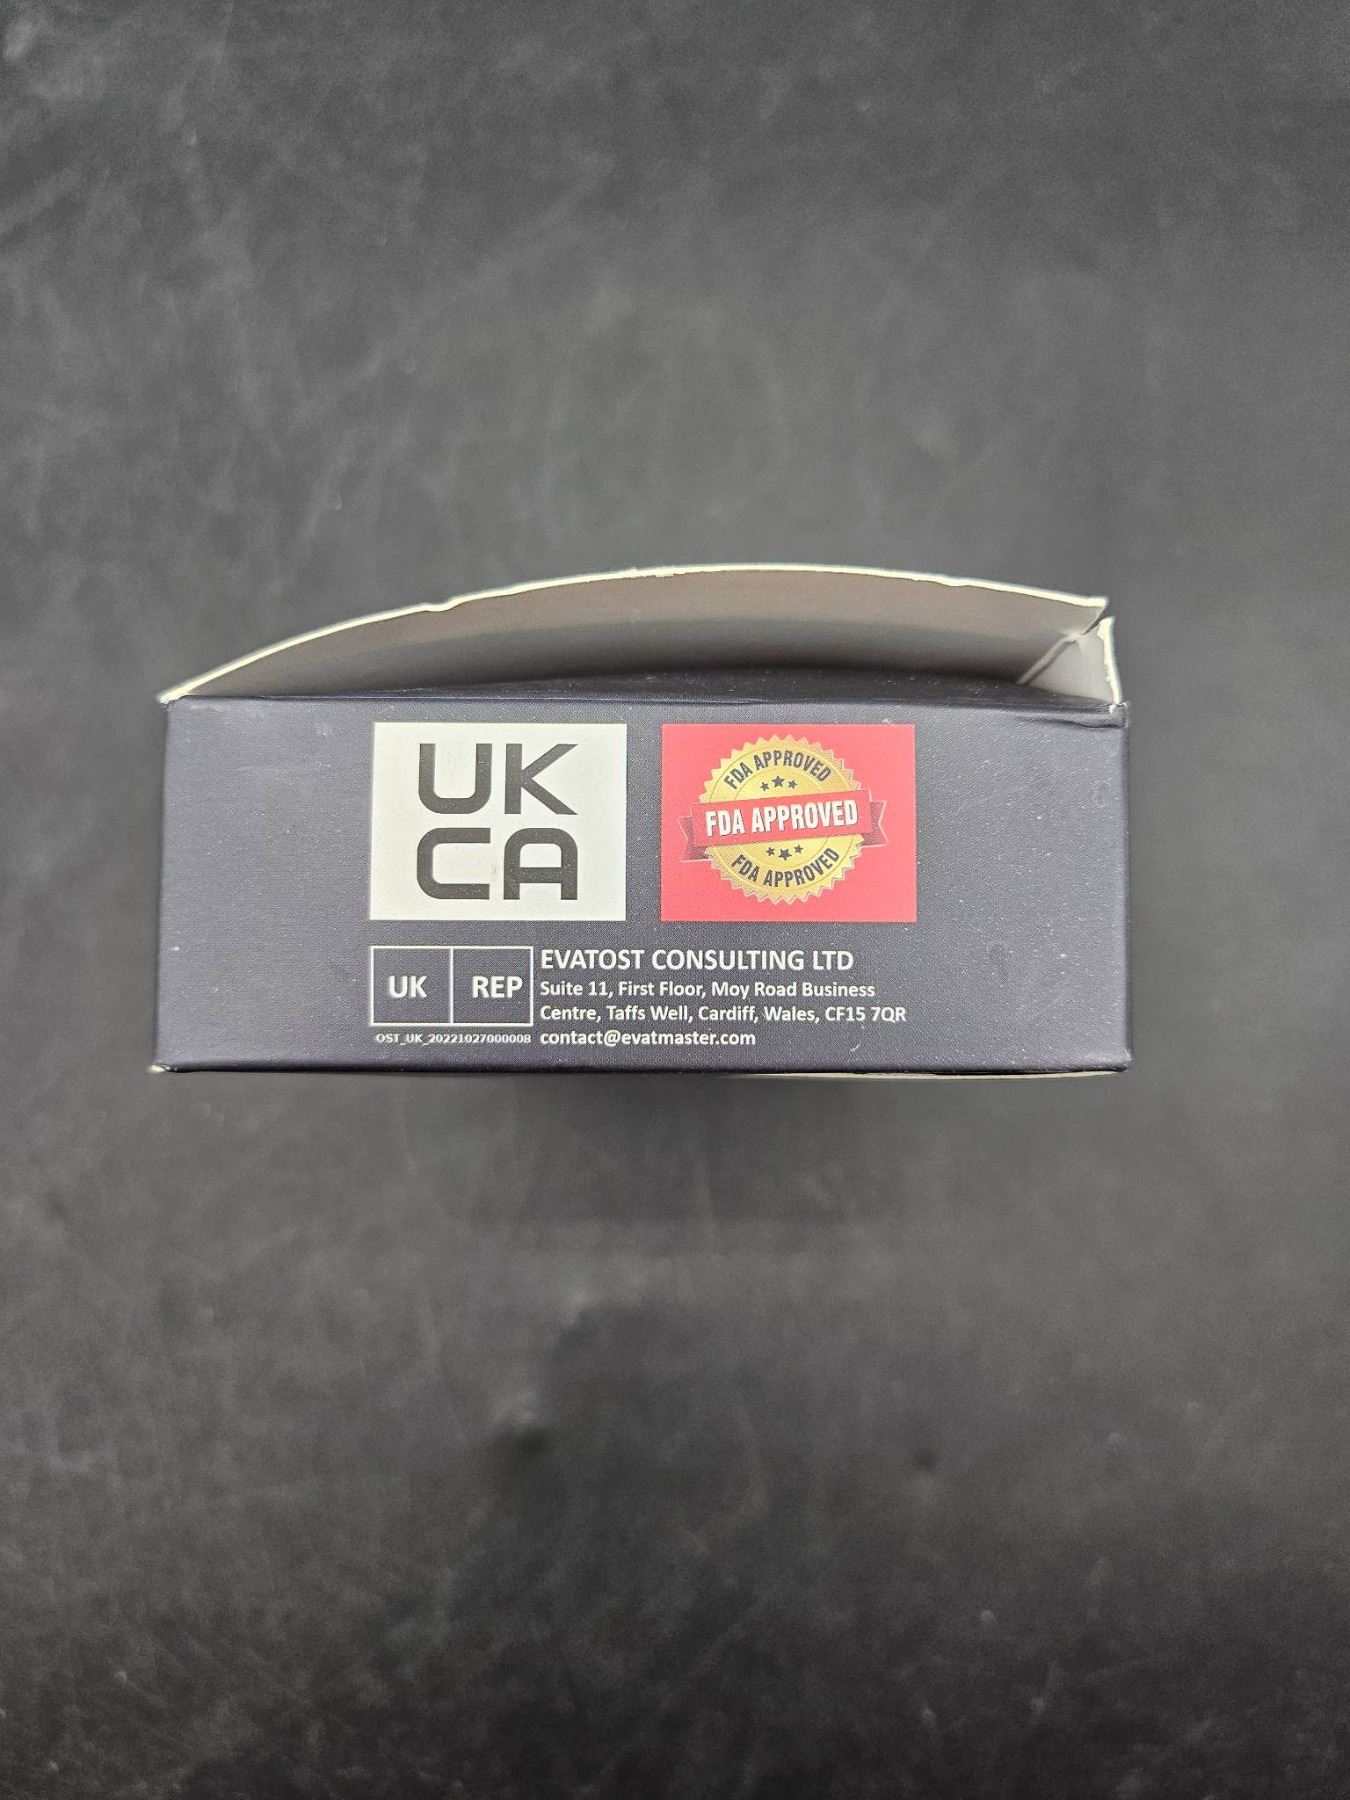 UK
CA
FDA APPROVED
FDA APPROVED
FDA APPROVED
UK REP
OST_UK_20221027000008
EVATOST CONSULTING LTD
Suite 11, First Floor, Moy Road Business
Centre, Taffs Well, Cardiff, Wales, CF15 7QR
contact@evatmaster.com